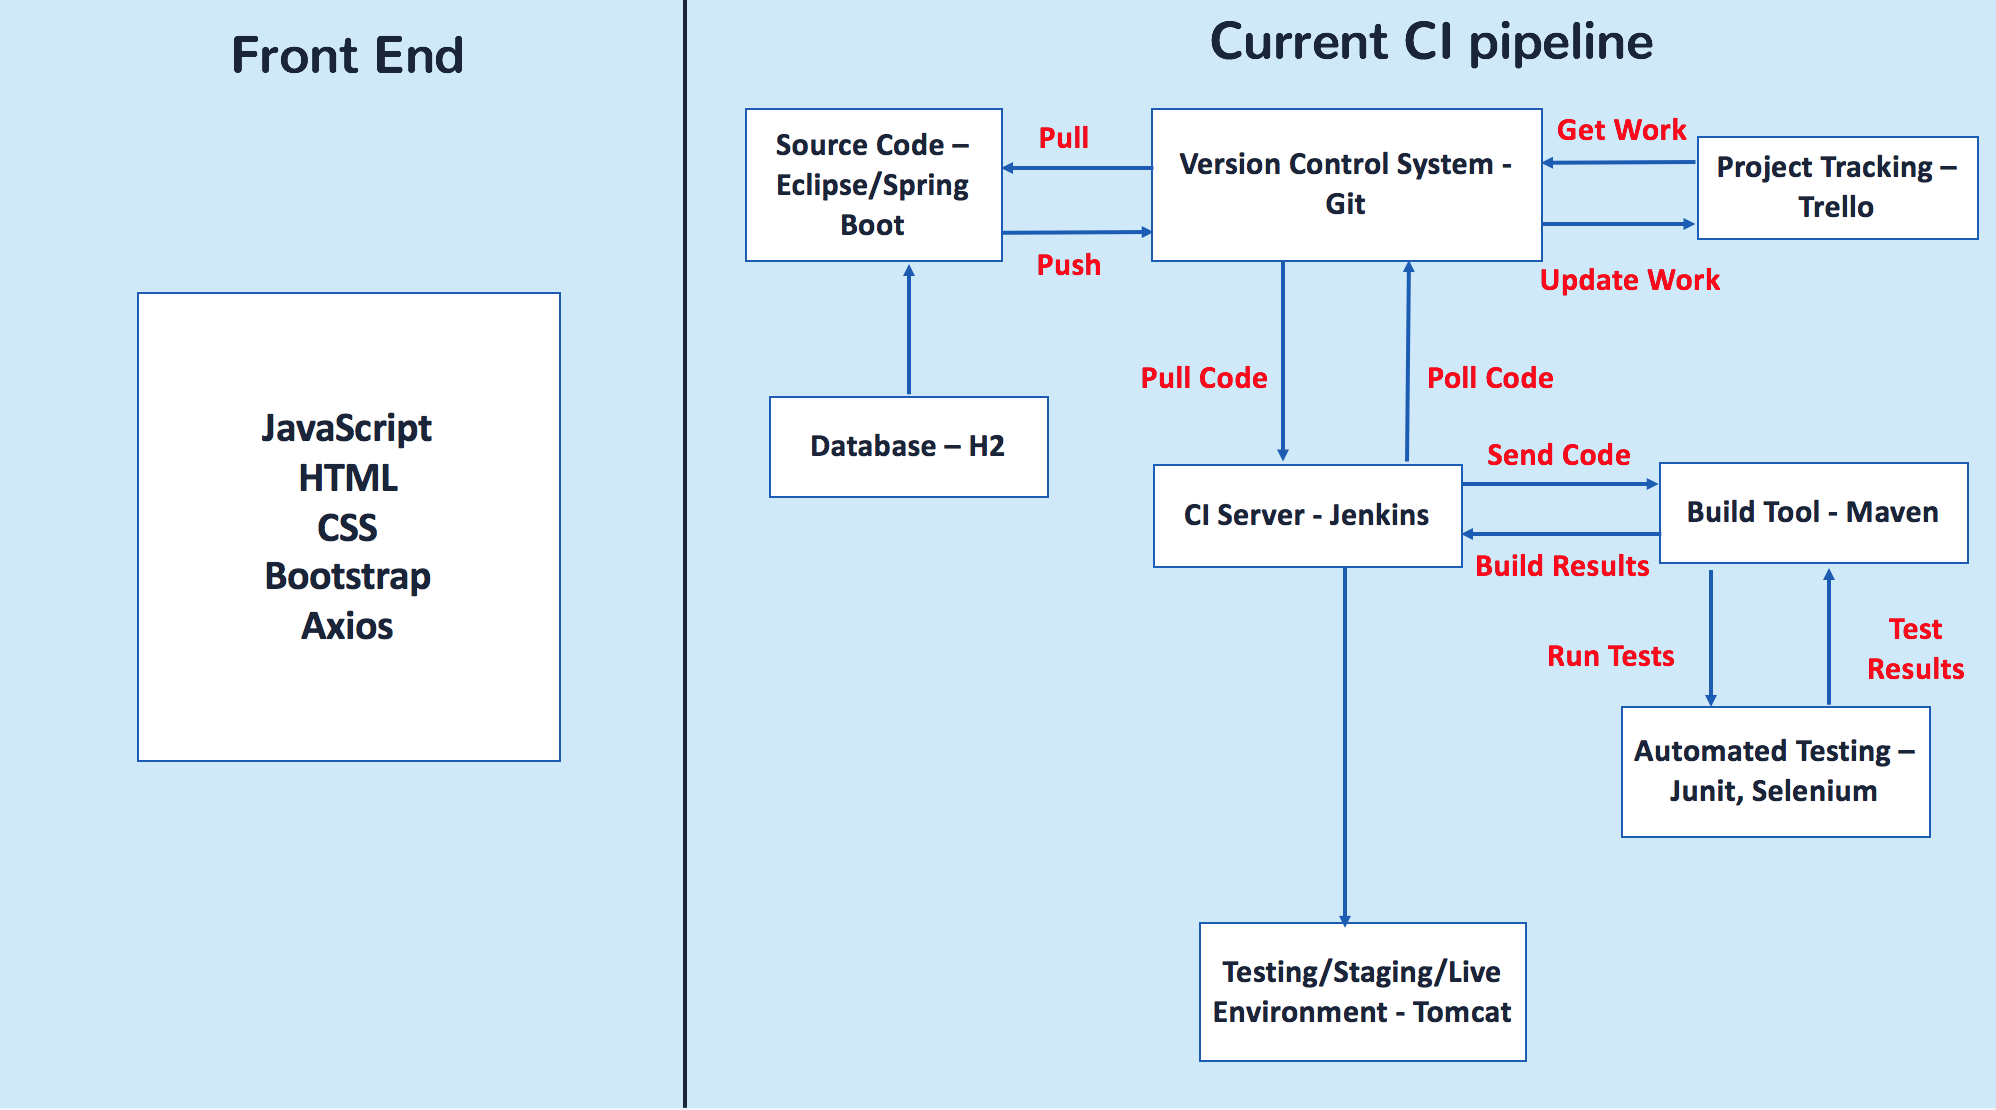 Front End
JavaScript
HTML
CSS
Bootstrap
Axios
Current CI pipeline
Source Code –
Eclipse/Spring
Boot
Pull
Push
Version Control System -
Git
Get Work
Update Work
Project Tracking –
Trello
Database – H2
Pull Code
Poll Code
CI Server - Jenkins
Send Code
Build Results
Build Tool - Maven
Run Tests
Test
Results
Automated Testing –
Junit, Selenium
Testing/Staging/Live
Environment - Tomcat